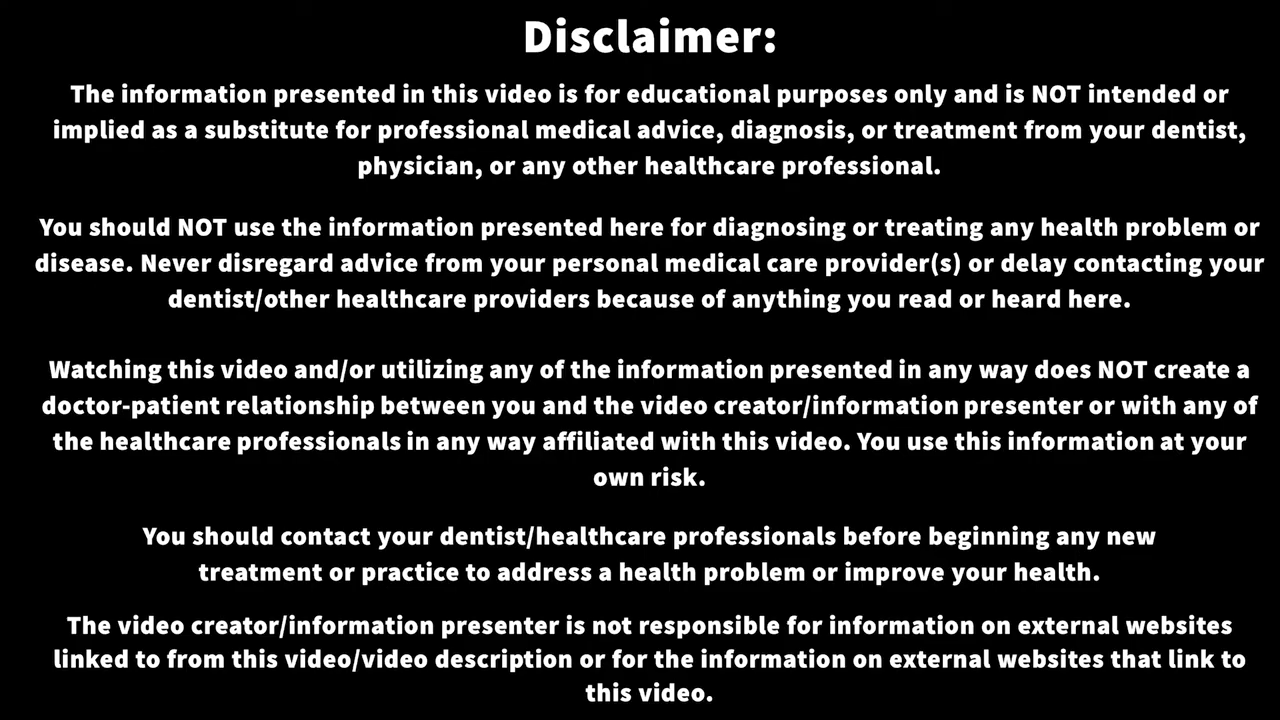 Disclaimer:
The information presented in this video is for educational purposes only and is NOT intended or
implied as a substitute for professional medical advice, diagnosis, or treatment from your dentist,
physician, or any other healthcare professional.
You should NOT use the information presented here for diagnosing or treating any health problem or
disease. Never disregard advice from your personal medical care provider(s) or delay contacting your
dentist/other healthcare providers because of anything you read or heard here.
Watching this video and/or utilizing any of the information presented in any way does NOT create a
doctor-patient relationship between you and the video creator/information presenter or with any of
the healthcare professionals in any way affiliated with this video. You use this information at your
own risk.
You should contact your dentist/healthcare professionals before beginning any new
treatment or practice to address a health problem or improve your health.
The video creator/information presenter is not responsible for information on external websites
linked to from this video/video description or for the information on external websites that link to
this video.